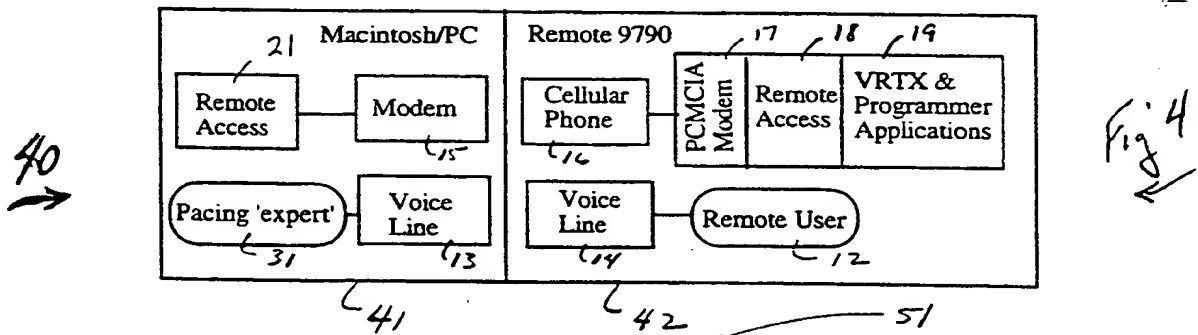 21 Macintosh/PC Remote 9790 17 18 19
Remote Access
Modem
15
Cellular Phone
16
PCMCIA Modem
Remote Access
VRTX & Programmer Applications
Fig 4
40
Pacing 'expert'
31
Voice Line
13
Voice Line
14
Remote User
12
41
42
51